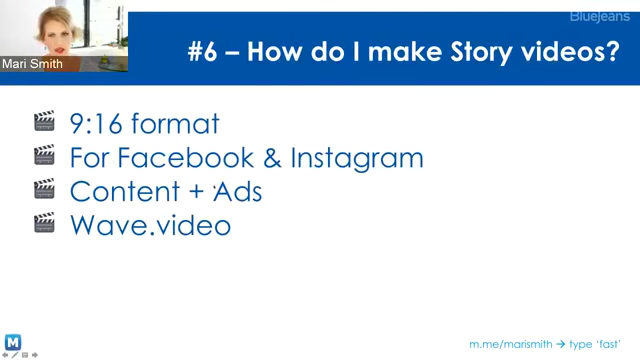 BlueJeans
Mari Smith
#6 – How do I make Story videos?
9:16 format
For Facebook & Instagram
Content + Ads
Wave.video
M
m.me/marismith → type ‘fast’